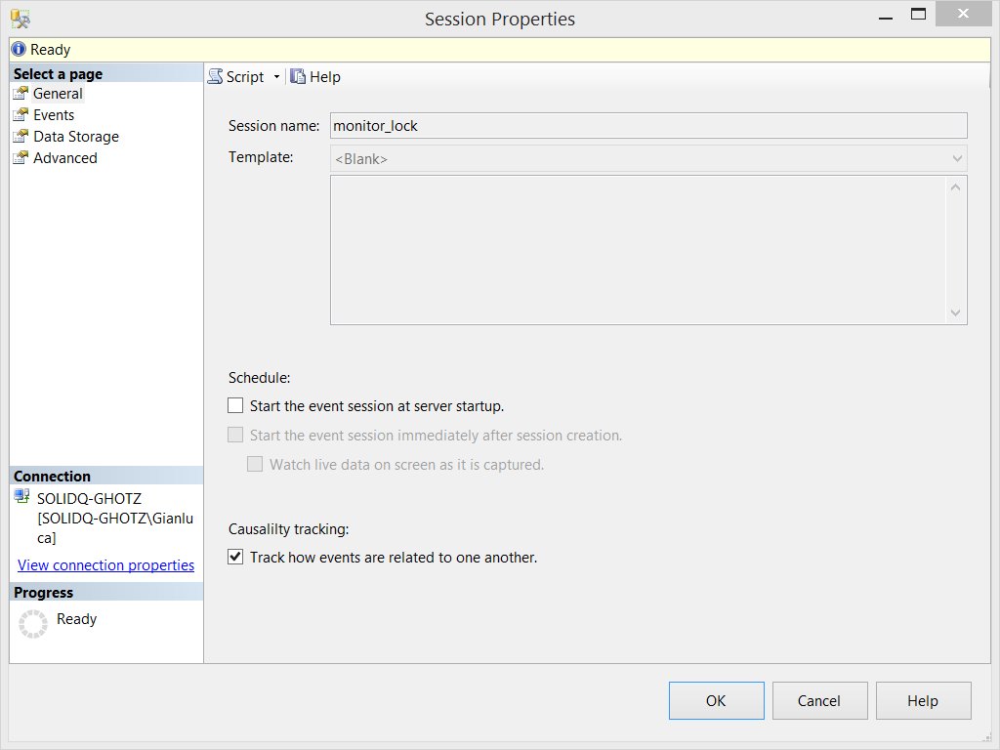 Session Properties
Ready
Select a page
General
Events
Data Storage
Advanced
Script
Help
Session name:
monitor_lock
Template:
<Blank>
Schedule:
Start the event session at server startup.
Start the event session immediately after session creation.
Watch live data on screen as it is captured.
Causalilty tracking:
Track how events are related to one another.
Connection
SOLIDQ-GHOTZ
[SOLIDQ-GHOTZ\Gianlu
ca]
View connection properties
Progress
Ready
OK
Cancel
Help